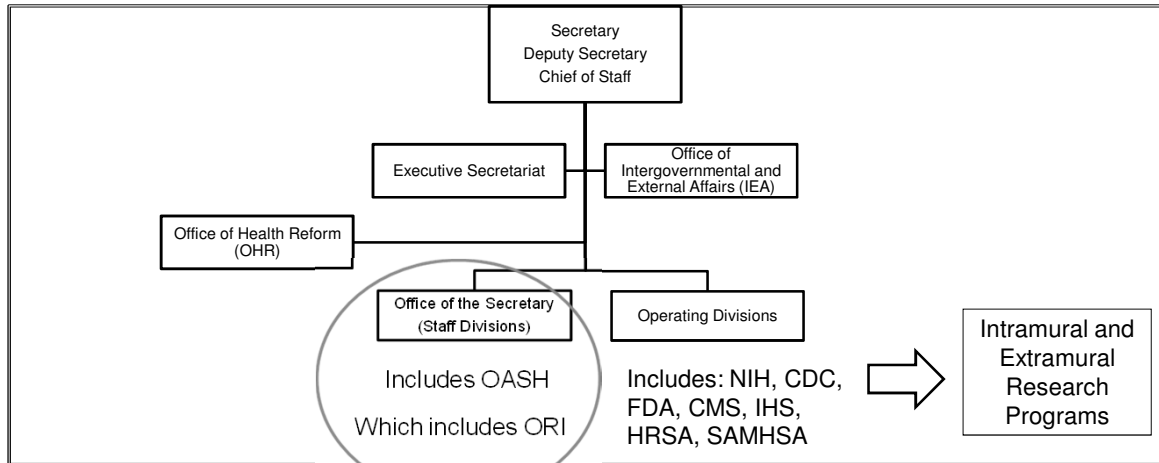 Secretary
Deputy Secretary
Chief of Staff
Executive Secretariat
Office of
Intergovernmental and
External Affairs (IEA)
Office of Health Reform
(OHR)
Office of the Secretary
(Staff Divisions)
Operating Divisions
Includes OASH
Which includes ORI
Includes: NIH, CDC,
FDA, CMS, IHS,
HRSA, SAMHSA
Intramural and
Extramural
Research
Programs